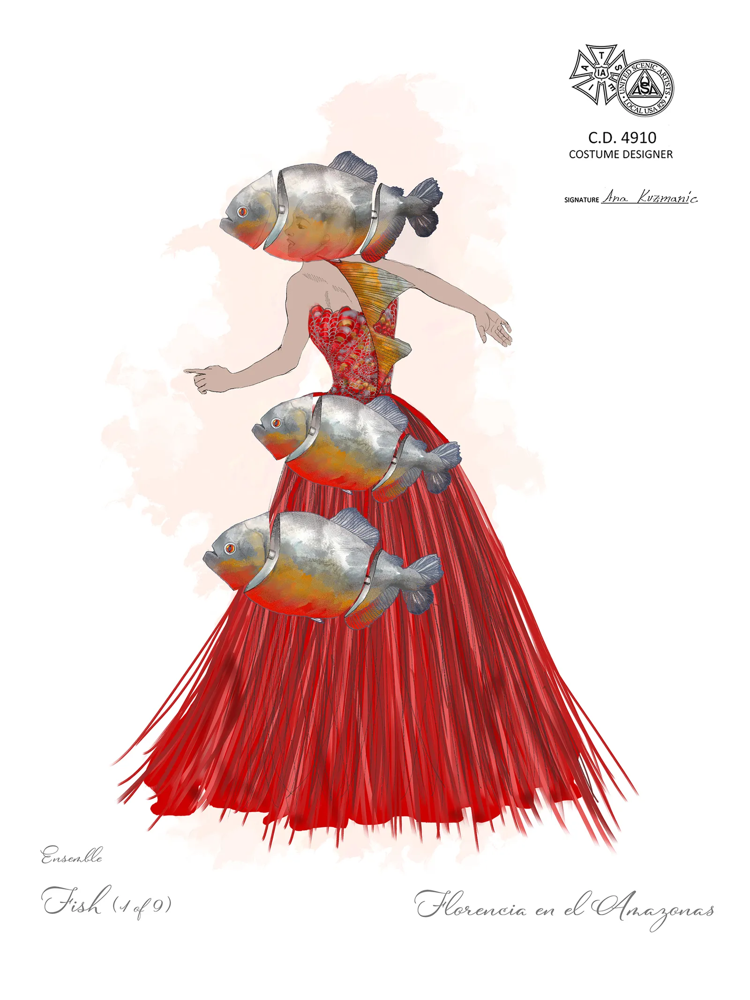 I A T S E
IA
UNITED SCENIC ARTISTS
USA
LOCAL USA 829
C.D. 4910
COSTUME DESIGNER
SIGNATURE Ana Kuzmanic
Ensemble
Fish (1 of 9)
Florencia en el Amazonas